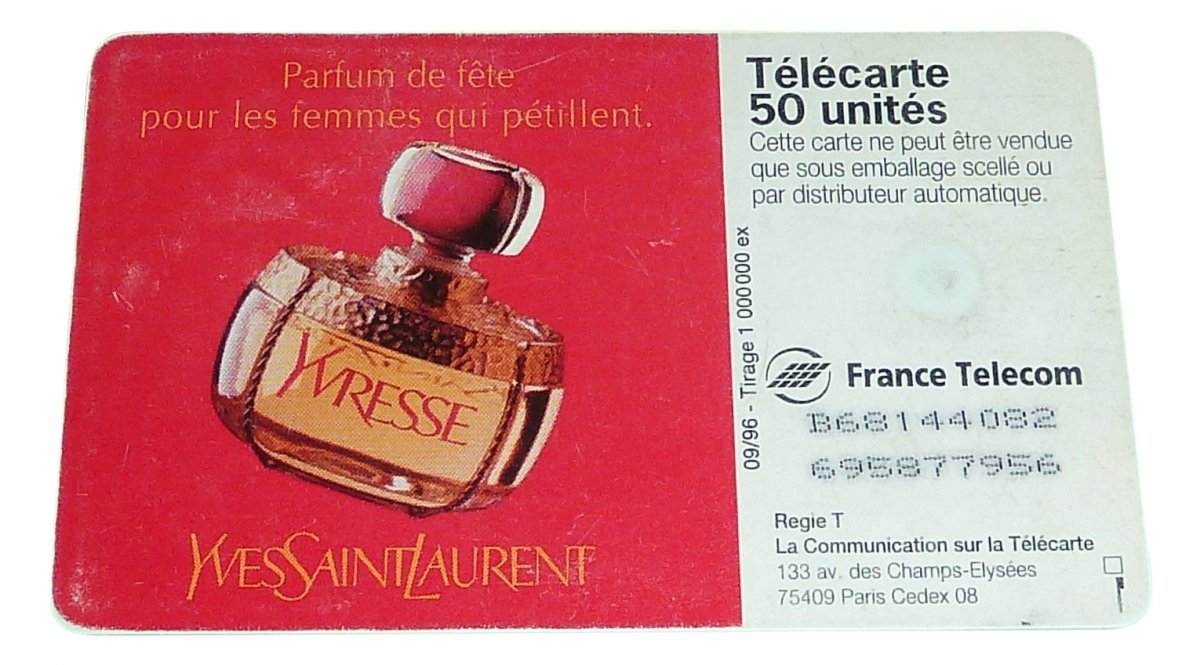 Parfum de fête
pour les femmes qui pétillent.
YVRESSE
YVESSAINTLAURENT
Télécarte
50 unités
Cette carte ne peut être vendue
que sous emballage scellé ou
par distributeur automatique.
09/96 - Tirage 1 000 000 ex
France Telecom
B68144082
695877956
Regie T
La Communication sur la Télécarte
133 av. des Champs-Elysées
75409 Paris Cedex 08